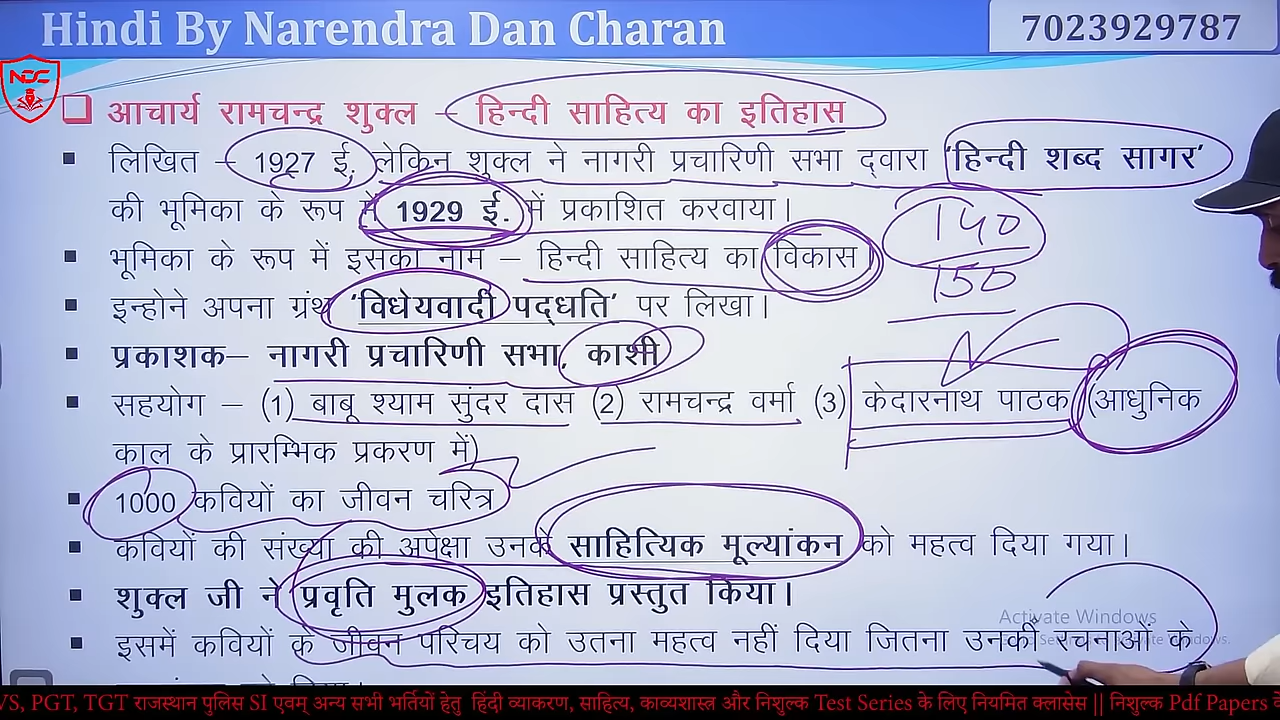 Hindi By Narendra Dan Charan
7023929787
NDC
आचार्य रामचन्द्र शुक्ल – हिन्दी साहित्य का इतिहास
लिखित – 1927 ई. लेकिन शुक्ल ने नागरी प्रचारिणी सभा द्वारा 'हिन्दी शब्द सागर'
की भूमिका के रूप में 1929 ई. में प्रकाशित करवाया।
140
150
भूमिका के रूप में इसका नाम – हिन्दी साहित्य का विकास।
इन्होने अपना ग्रंथ 'विधेयवादी पद्धति' पर लिखा।
प्रकाशक– नागरी प्रचारिणी सभा, काशी
सहयोग – (1) बाबू श्याम सुंदर दास (2) रामचन्द्र वर्मा (3) केदारनाथ पाठक (आधुनिक
काल के प्रारम्भिक प्रकरण में)
1000 कवियों का जीवन चरित्र
कवियों की संख्या की अपेक्षा उनके साहित्यिक मूल्यांकन को महत्व दिया गया।
शुक्ल जी ने प्रवृति मुलक इतिहास प्रस्तुत किया।
Activate Windows
इसमें कवियों के जीवन परिचय को उतना महत्व नहीं दिया जितना उनकी रचनाओं के
VS, PGT, TGT राजस्थान पुलिस SI एवम् अन्य सभी भर्तियों हेतु हिंदी व्याकरण, साहित्य, काव्यशास्त्र और निशुल्क Test Series के लिए नियमित क्लासेस || निशुल्क Pdf Papers